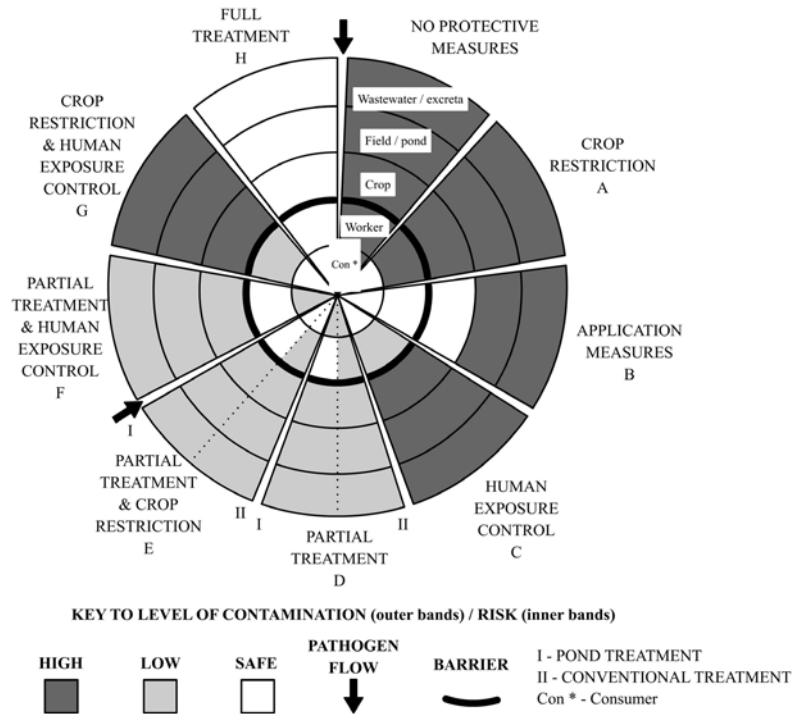 FULL
TREATMENT
H
NO PROTECTIVE
MEASURES
Wastewater / excreta
Field / pond
Crop
Worker
Con *
CROP
RESTRICTION
A
APPLICATION
MEASURES
B
HUMAN
EXPOSURE
CONTROL
C
II
PARTIAL
TREATMENT
D
I
II
PARTIAL
TREATMENT
& CROP
RESTRICTION
E
I
PARTIAL
TREATMENT
& HUMAN
EXPOSURE
CONTROL
F
CROP
RESTRICTION
& HUMAN
EXPOSURE
CONTROL
G
KEY TO LEVEL OF CONTAMINATION (outer bands) / RISK (inner bands)
HIGH
LOW
SAFE
PATHOGEN
FLOW
BARRIER
I - POND TREATMENT
II - CONVENTIONAL TREATMENT
Con * - Consumer